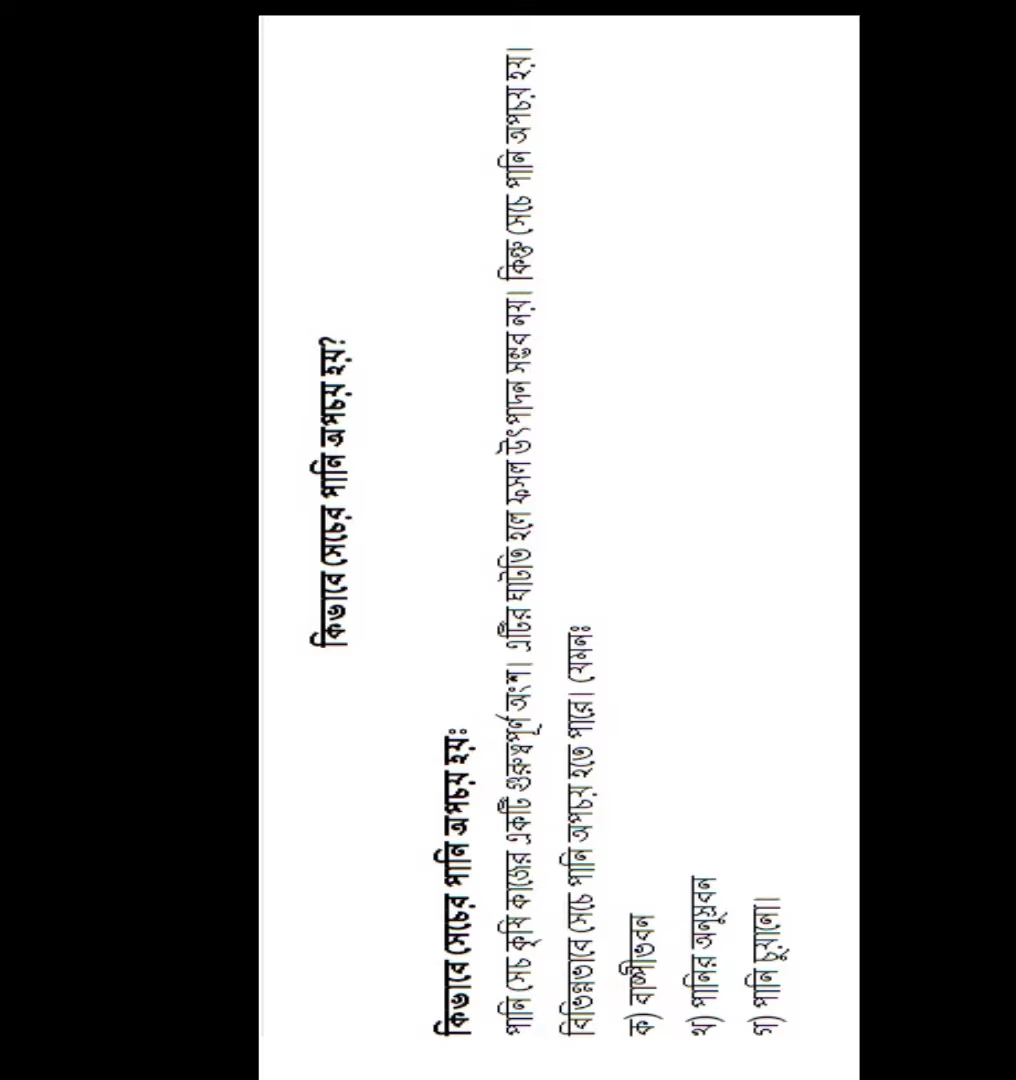 কিভাবে সেচের পানি অপচয় হয়?
কিভাবে সেচের পানি অপচয় হয়ঃ
পানি সেচ কৃষি কাজের একটি গুরুত্বপূর্ণ অংশ। এটির ঘাটতি হলে ফসল উৎপাদন সম্ভব নয়। কিন্তু সেচে পানি অপচয় হয়।
বিভিন্নভাবে সেচে পানি অপচয় হতে পারে। যেমনঃ
ক) বাষ্পীভবন
খ) পানির অনুস্রবন
গ) পানি চুয়ানো।